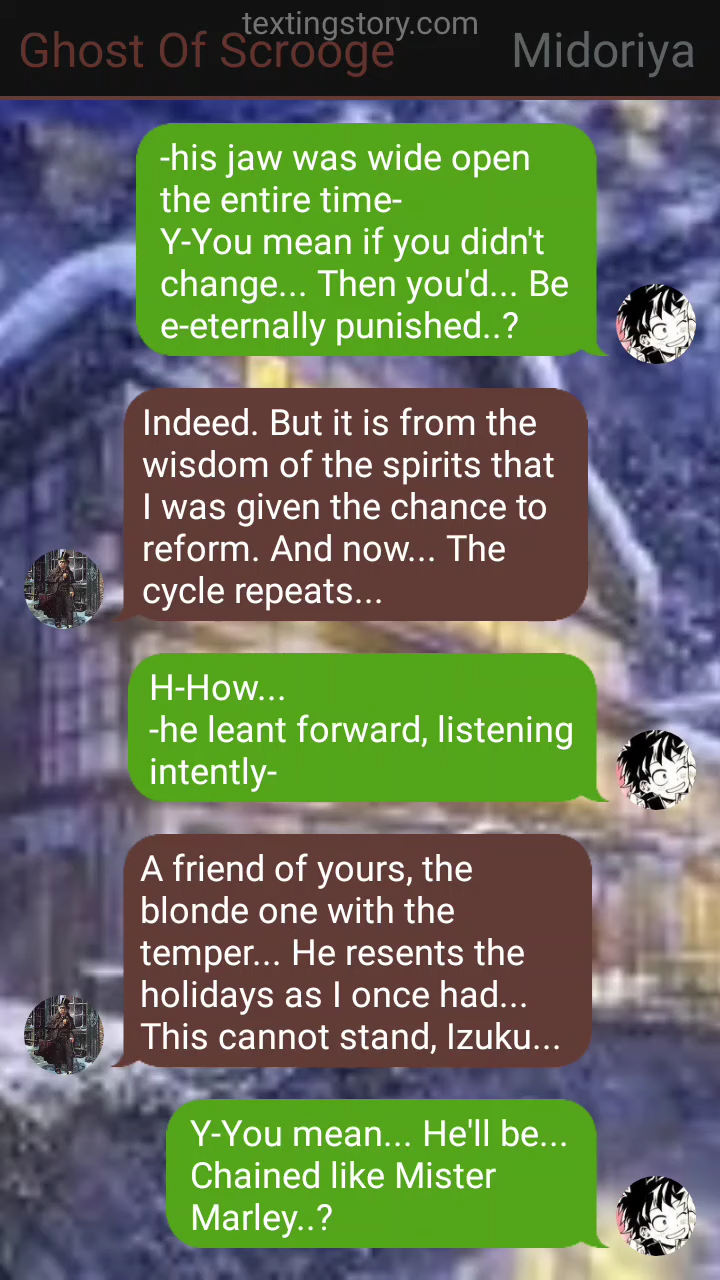 textingstory.com
Ghost Of Scrooge
Midoriya
-his jaw was wide open
the entire time-
Y-You mean if you didn't
change... Then you'd... Be
e-eternally punished..?
Indeed. But it is from the
wisdom of the spirits that
I was given the chance to
reform. And now... The
cycle repeats...
H-How...
-he leant forward, listening
intently-
A friend of yours, the
blonde one with the
temper... He resents the
holidays as I once had...
This cannot stand, Izuku...
Y-You mean... He'll be...
Chained like Mister
Marley..?